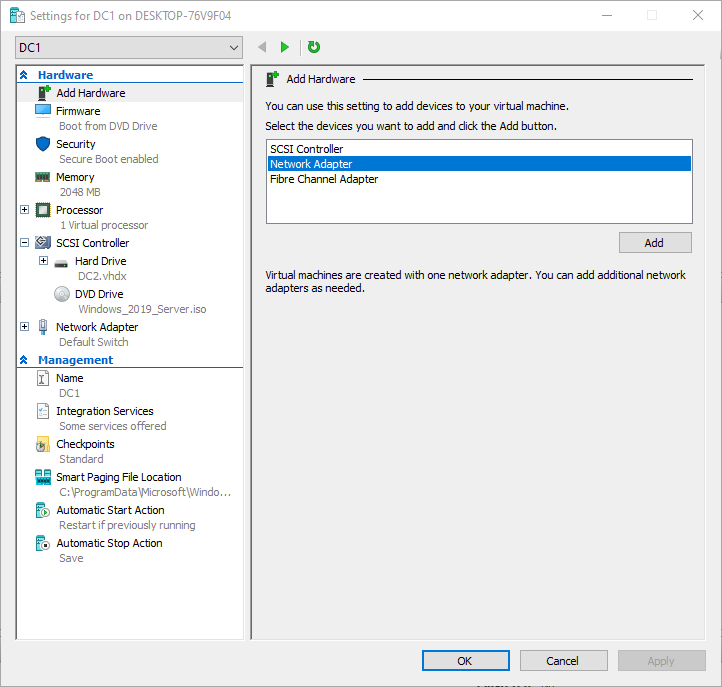 Settings for DC1 on DESKTOP-76V9F04
DC1
Hardware
Add Hardware
Firmware
Boot from DVD Drive
Security
Secure Boot enabled
Memory
2048 MB
Processor
1 Virtual processor
SCSI Controller
Hard Drive
DC2.vhdx
DVD Drive
Windows_2019_Server.iso
Network Adapter
Default Switch
Management
Name
DC1
Integration Services
Some services offered
Checkpoints
Standard
Smart Paging File Location
C:\ProgramData\Microsoft\Windo...
Automatic Start Action
Restart if previously running
Automatic Stop Action
Save
Add Hardware
You can use this setting to add devices to your virtual machine.
Select the devices you want to add and click the Add button.
SCSI Controller
Network Adapter
Fibre Channel Adapter
Add
Virtual machines are created with one network adapter. You can add additional network
adapters as needed.
OK
Cancel
Apply